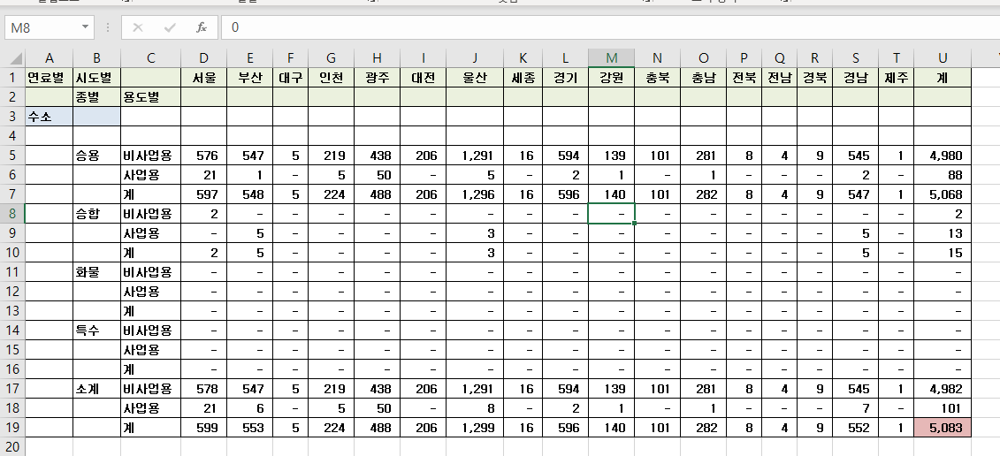 M8 fx 0
A B C D E F G H I J K L M N O P Q R S T U
1 연료별 시도별 서울 부산 대구 인천 광주 대전 울산 세종 경기 강원 충북 충남 전북 전남 경북 경남 제주 계
2 종별 용도별
3 수소
4
5 승용 비사업용 576 547 5 219 438 206 1,291 16 594 139 101 281 8 4 9 545 1 4,980
6 사업용 21 1 - 5 50 - 5 - 2 1 - 1 - - - 2 - 88
7 계 597 548 5 224 488 206 1,296 16 596 140 101 282 8 4 9 547 1 5,068
8 승합 비사업용 2 - - - - - - - - - - - - - - - - 2
9 사업용 - 5 - - - - 3 - - - - - - - - 5 - 13
10 계 2 5 - - - - 3 - - - - - - - - 5 - 15
11 화물 비사업용 - - - - - - - - - - - - - - - - - -
12 사업용 - - - - - - - - - - - - - - - - - -
13 계 - - - - - - - - - - - - - - - - - -
14 특수 비사업용 - - - - - - - - - - - - - - - - - -
15 사업용 - - - - - - - - - - - - - - - - - -
16 계 - - - - - - - - - - - - - - - - - -
17 소계 비사업용 578 547 5 219 438 206 1,291 16 594 139 101 281 8 4 9 545 1 4,982
18 사업용 21 6 - 5 50 - 8 - 2 1 - 1 - - - 7 - 101
19 계 599 553 5 224 488 206 1,299 16 596 140 101 282 8 4 9 552 1 5,083
20